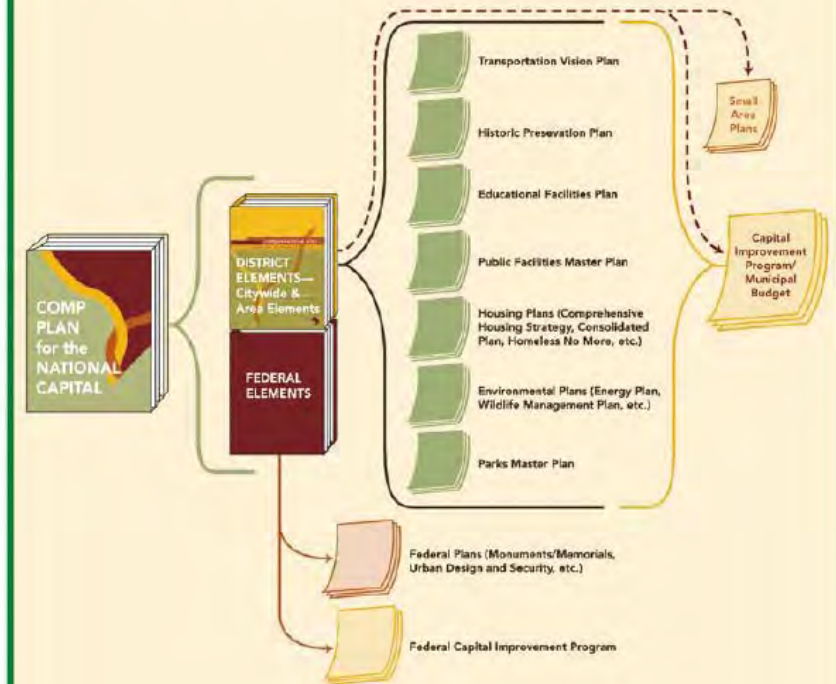 COMP
PLAN
for the
NATIONAL
CAPITAL
DISTRICT
ELEMENTS—
Citywide &
Area Elements
FEDERAL
ELEMENTS
Transportation Vision Plan
Historic Presevation Plan
Educational Facilities Plan
Public Facilities Master Plan
Housing Plans (Comprehensive
Housing Strategy, Consolidated
Plan, Homeless No More, etc.)
Environmental Plans (Energy Plan,
Wildlife Management Plan, etc.)
Parks Master Plan
Small
Area
Plans
Capital
Improvement
Program/
Municipal
Budget
Federal Plans (Monuments/Memorials,
Urban Design and Security, etc.)
Federal Capital Improvement Program